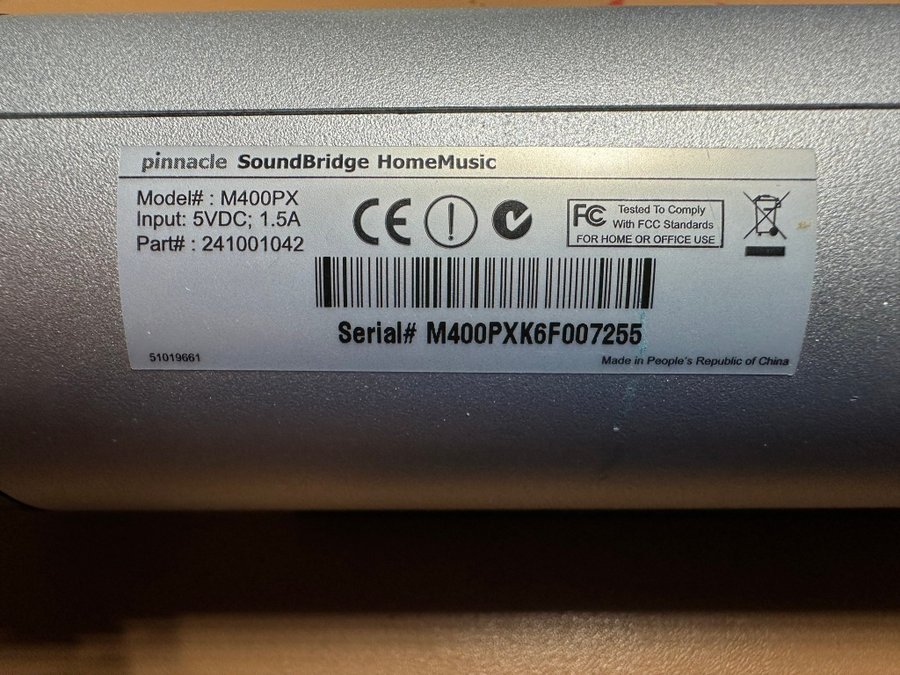 pinnacle SoundBridge HomeMusic
Model# : M400PX
Input: 5VDC; 1.5A
Part# : 241001042
CE
FC Tested To Comply
With FCC Standards
FOR HOME OR OFFICE USE
Serial# M400PXK6F007255
51019661
Made in People's Republic of China